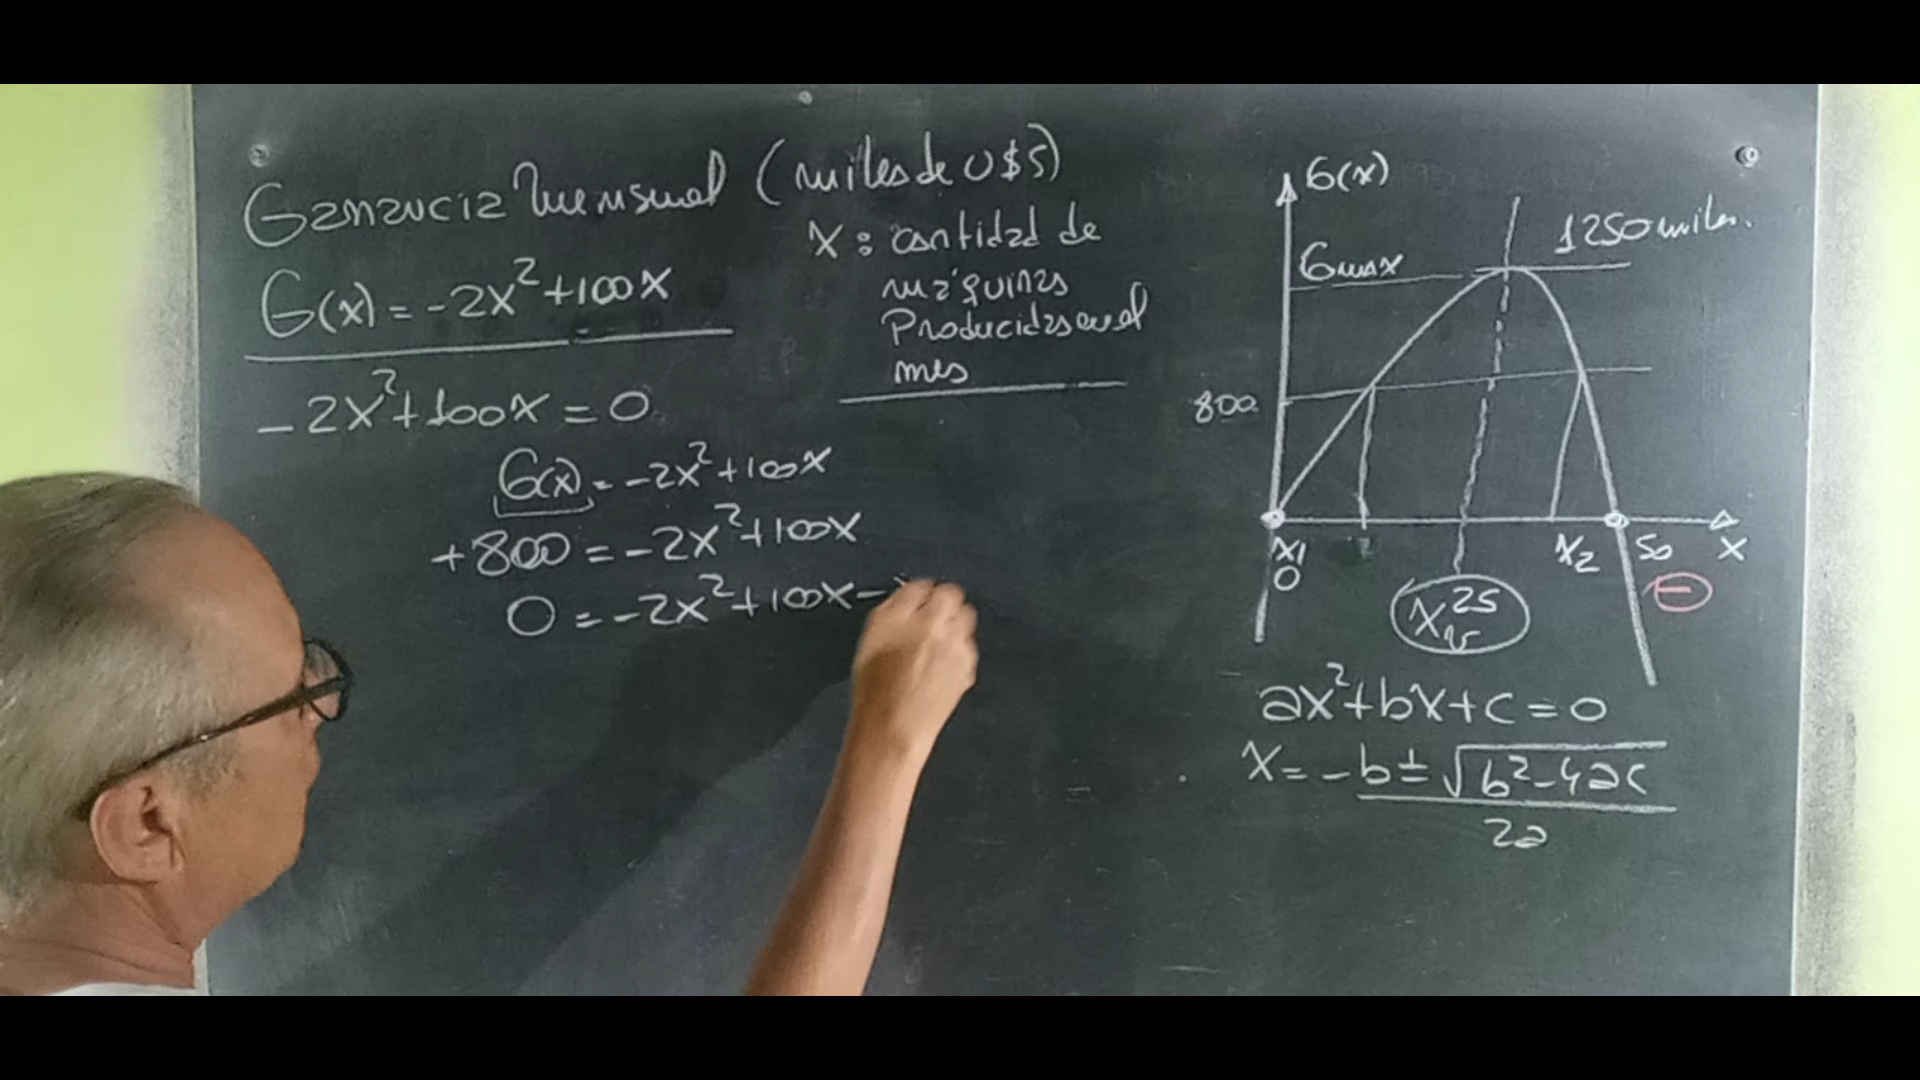 Ganancia Mensual (miles de U$S)
G(x) = -2x²+100x
X: cantidad de
máquinas
Producidas en el
mes
-2x²+100x=0
G(x) = -2x²+100x
+800 = -2x²+100x
0 = -2x²+100x-
G(x)
1250 miles.
Gmax
800
x1
0
x2
50
x
-
Xv 25
ax²+bx+c=0
x = -b±√b²-4ac
2a